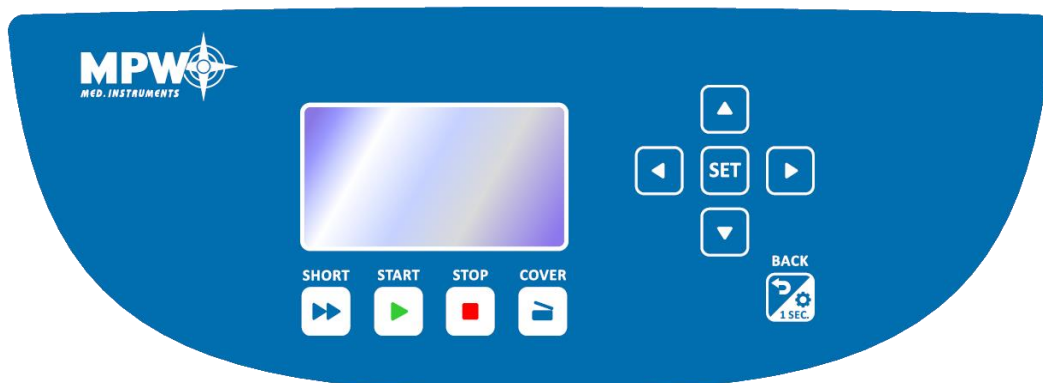 MPW
MED. INSTRUMENTS
SET
BACK
1 SEC.
SHORT START STOP COVER